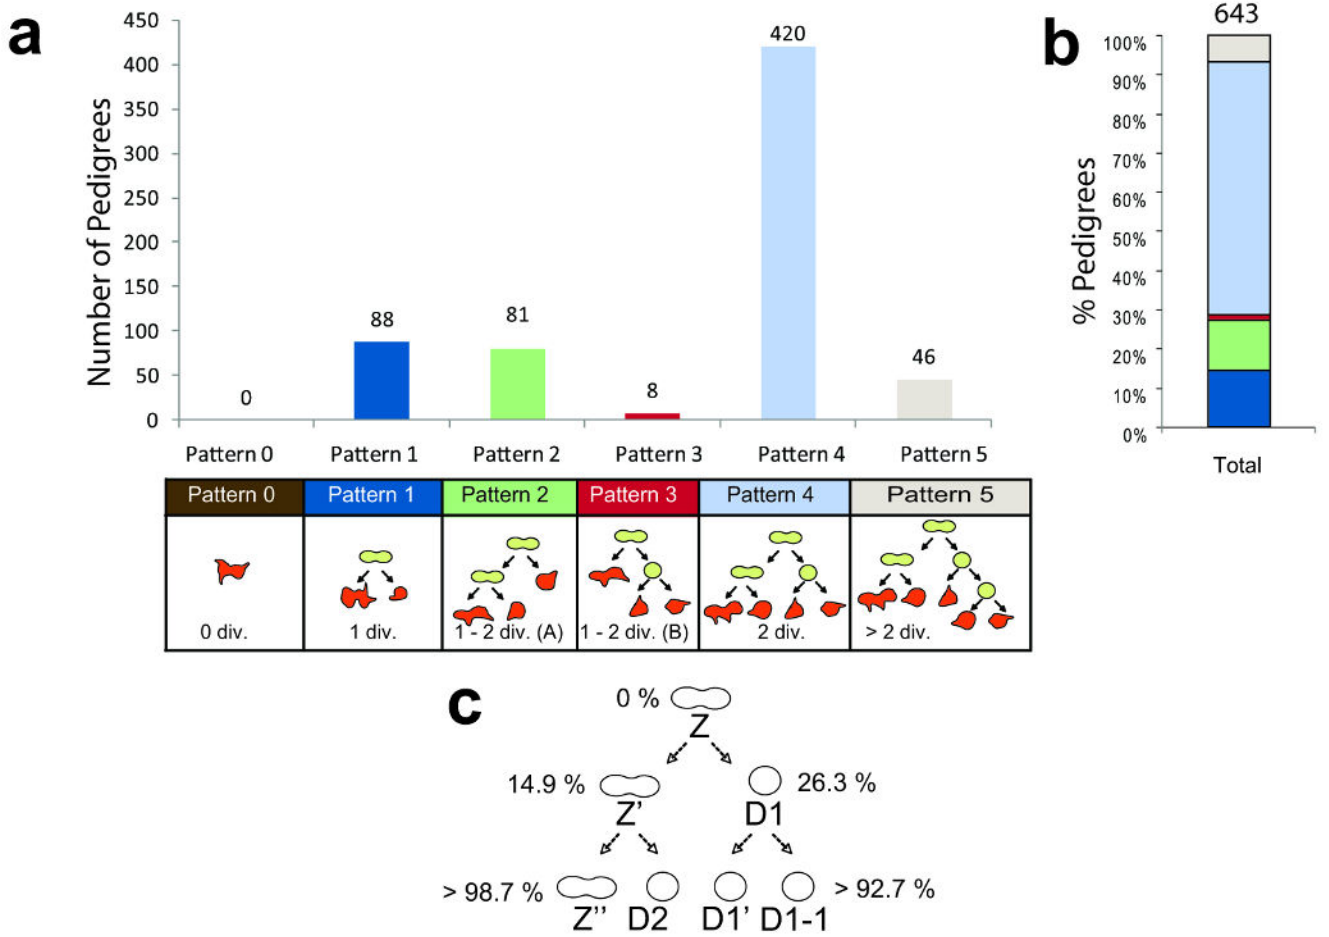 a
Number of Pedigrees
450
400
350
300
250
200
150
100
50
0
0
88
81
8
420
46
Pattern 0 Pattern 1 Pattern 2 Pattern 3 Pattern 4 Pattern 5
Pattern 0 Pattern 1 Pattern 2 Pattern 3 Pattern 4 Pattern 5
0 div. 1 div. 1 - 2 div. (A) 1 - 2 div. (B) 2 div. > 2 div.
b
643
% Pedigrees
100%
90%
80%
70%
60%
50%
40%
30%
20%
10%
0%
Total
c
0 %
Z
14.9 % 26.3 %
Z’ D1
> 98.7 % > 92.7 %
Z’’ D2 D1’ D1-1